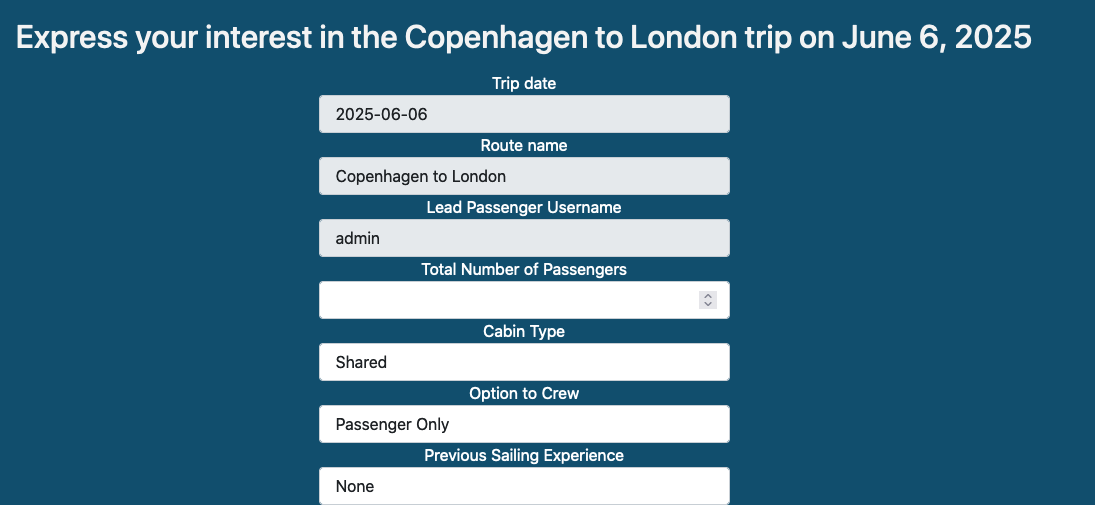 Express your interest in the Copenhagen to London trip on June 6, 2025
Trip date
2025-06-06
Route name
Copenhagen to London
Lead Passenger Username
admin
Total Number of Passengers
Cabin Type
Shared
Option to Crew
Passenger Only
Previous Sailing Experience
None